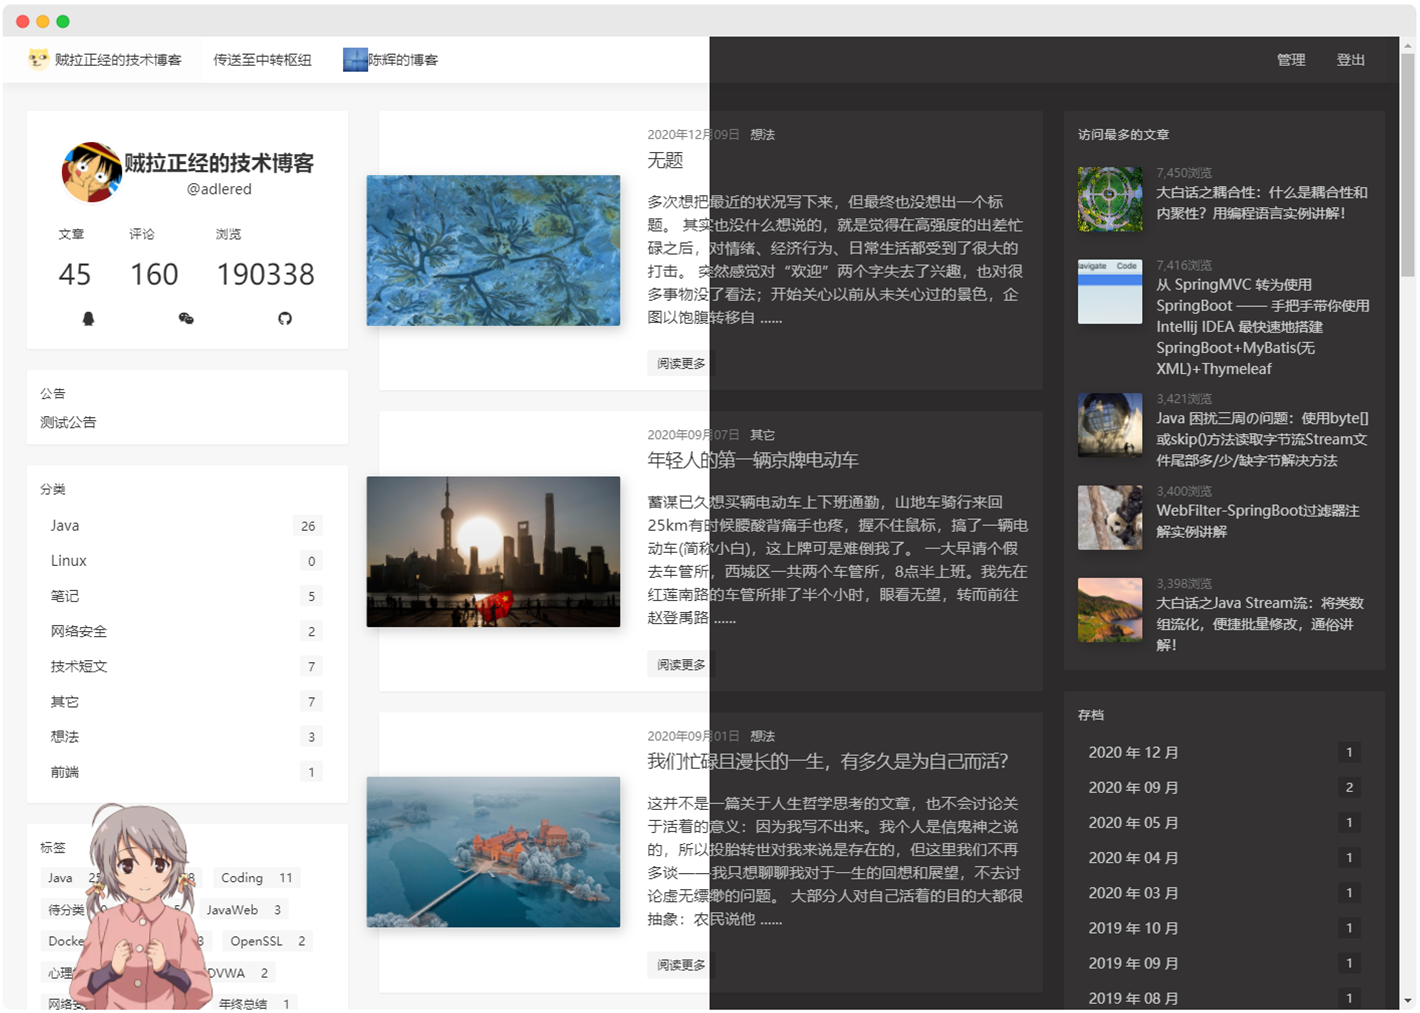 贼拉正经的技术博客
传送至中转枢纽
陈辉的博客
管理
登出
贼拉正经的技术博客
@adlered
文章 评论 浏览
45 160 190338
公告
测试公告
分类
Java 26
Linux 0
笔记 5
网络安全 2
技术短文 7
其它 7
想法 3
前端 1
标签
Java
8
Coding 11
待分类
JavaWeb 3
3
OpenSSL 2
DVWA 2
年终总结 1
2020年12月09日 想法
无题
多次想把最近的状况写下来，但最终也没想出一个标
题。 其实也没什么想说的，就是觉得在高强度的出差忙
碌之后，对情绪、经济行为、日常生活都受到了很大的
打击。 突然感觉对“欢迎”两个字失去了兴趣，也对很
多事物没了看法；开始关心以前从未关心过的景色，企
图以饱腹转移自 ......
阅读更多
2020年09月07日 其它
年轻人的第一辆京牌电动车
蓄谋已久想买辆电动车上下班通勤，山地车骑行来回
25km有时候腰酸背痛手也疼，握不住鼠标，搞了一辆电
动车(简称小白)，这上牌可是难倒我了。 一大早请个假
去车管所，西城区一共两个车管所，8点半上班。我先在
红莲南路的车管所排了半个小时，眼看无望，转而前往
赵登禹路 ......
阅读更多
2020年09月01日 想法
我们忙碌且漫长的一生，有多久是为自己而活？
这并不是一篇关于人生哲学思考的文章，也不会讨论关
于活着的意义：因为我写不出来。我个人是信鬼神之说
的，所以投胎转世对我来说是存在的，但这里我们不再
多谈——我只想聊聊我对于一生的回想和展望，不去讨
论虚无缥缈的问题。 大部分人对自己活着的目的大都很
抽象：农民说他 ......
阅读更多
访问最多的文章
7,450浏览
大白话之耦合性：什么是耦合性和
内聚性？用编程语言实例讲解！
Navigate Code
7,416浏览
从 SpringMVC 转为使用
SpringBoot —— 手把手带你使用
Intellij IDEA 最快速地搭建
SpringBoot+MyBatis(无
XML)+Thymeleaf
3,421浏览
Java 困扰三周の问题：使用byte[]
或skip()方法读取字节流Stream文
件尾部多/少/缺字节解决方法
3,400浏览
WebFilter-SpringBoot过滤器注
解实例讲解
3,398浏览
大白话之Java Stream流：将类数
组流化，便捷批量修改，通俗讲
解！
存档
2020 年 12 月 1
2020 年 09 月 2
2020 年 05 月 1
2020 年 04 月 1
2020 年 03 月 1
2019 年 10 月 1
2019 年 09 月 1
2019 年 08 月 1